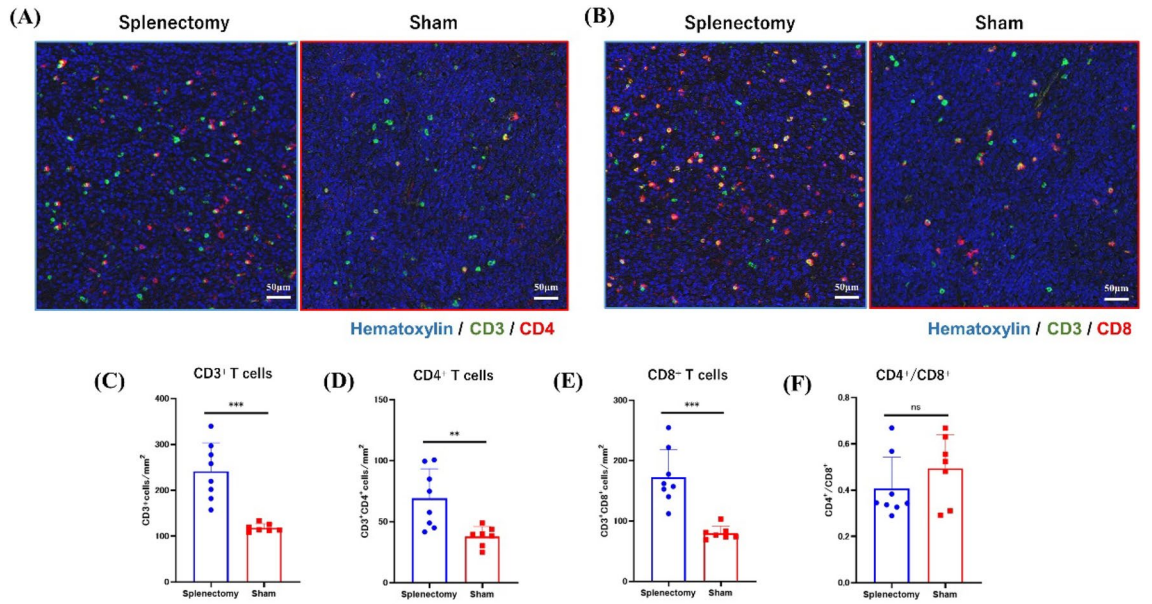 (A)
Splenectomy
Sham
50μm
50μm
Hematoxylin / CD3 / CD4
(B)
Splenectomy
Sham
50μm
50μm
Hematoxylin / CD3 / CD8
(C)
CD3⁺ T cells
***
CD3+cells/mm²
400
300
200
100
0
Splenectomy
Sham
(D)
CD4⁺ T cells
**
CD3⁺CD4⁺cells/mm²
150
100
50
0
Splenectomy
Sham
(E)
CD8⁺ T cells
***
CD3⁺CD8⁺cells/mm²
300
200
100
0
Splenectomy
Sham
(F)
CD4⁺/CD8⁺
ns
CD4⁺/CD8⁺
0.8
0.6
0.4
0.2
0.0
Splenectomy
Sham